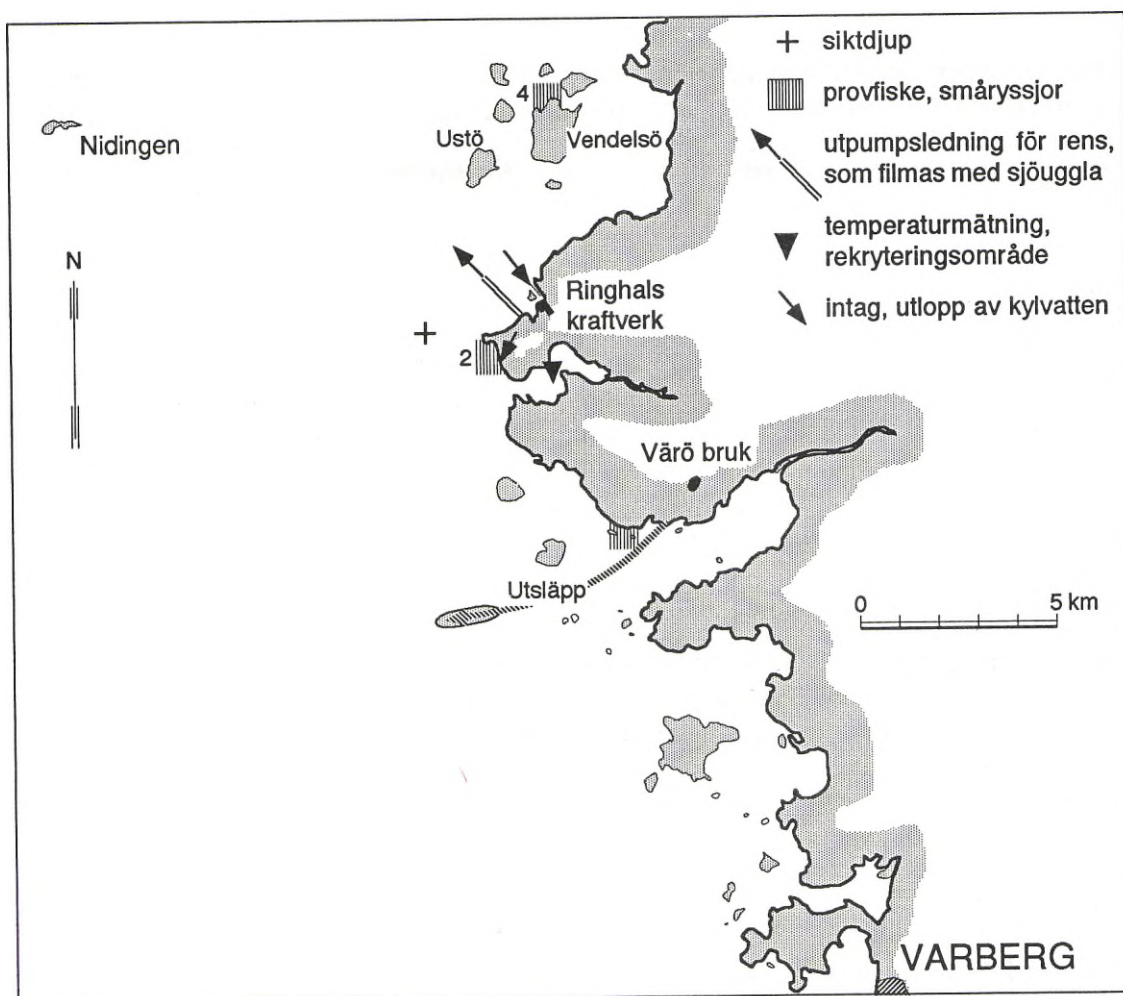 siktdjup
provfiske, småryssjor
utpumpsledning för rens,
som filmas med sjöuggla
temperaturmätning,
rekryteringsområde
intag, utlopp av kylvatten
4
Nidingen
Ustö
Vendelsö
N
Ringhals
kraftverk
2
Värö bruk
Utsläpp
0 5 km
VARBERG